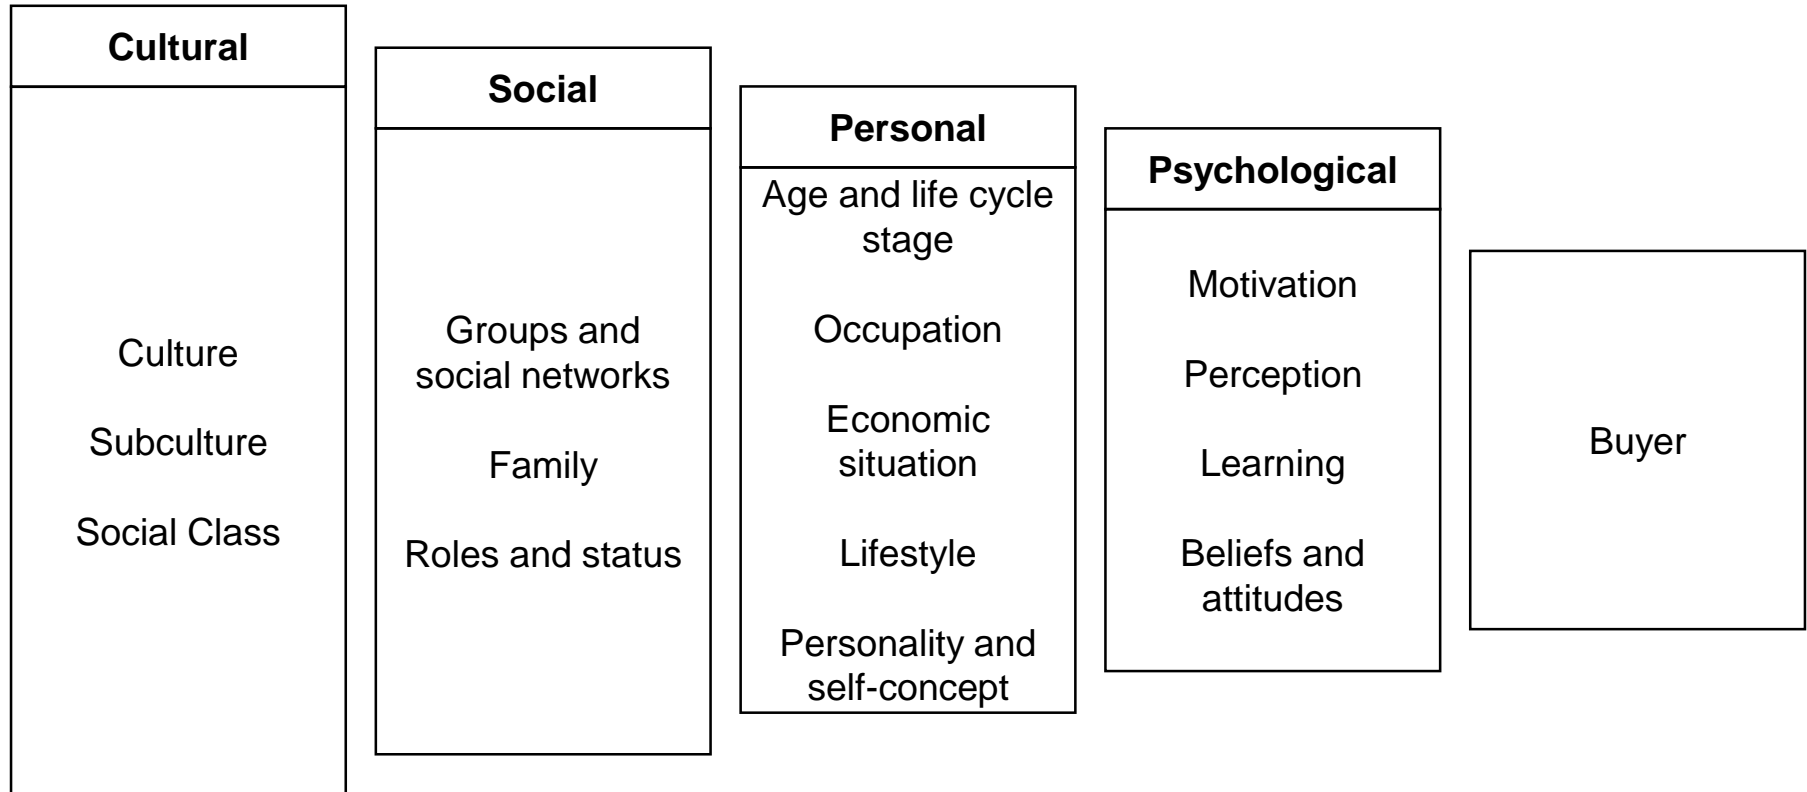 Cultural
Culture
Subculture
Social Class
Social
Groups and
social networks
Family
Roles and status
Personal
Age and life cycle
stage
Occupation
Economic
situation
Lifestyle
Personality and
self-concept
Psychological
Motivation
Perception
Learning
Beliefs and
attitudes
Buyer